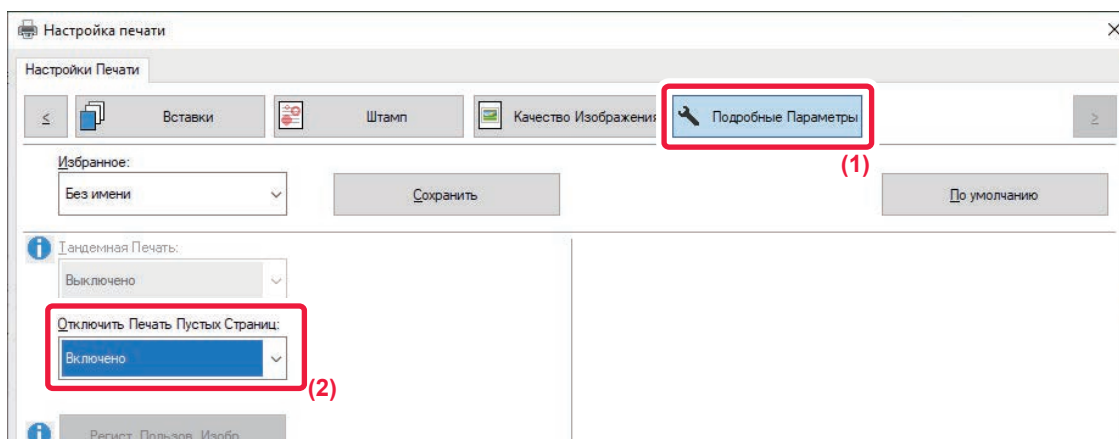 Настройка печати
Настройки Печати
< Вставки Штамп Качество Изображения Подробные Параметры >
(1)
Избранное:
Без имени Сохранить По умолчанию
Тандемная Печать:
Выключено
Отключить Печать Пустых Страниц:
Включено
(2)
Регист. Пользов. Изобр...